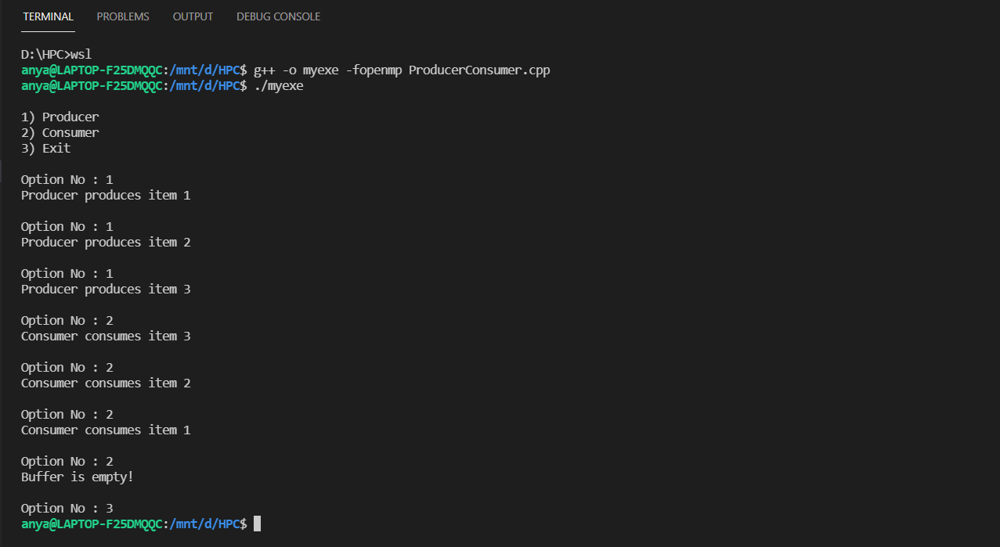 TERMINAL PROBLEMS OUTPUT DEBUG CONSOLE
D:\HPC>wsl
anya@LAPTOP-F25DMQQC:/mnt/d/HPC$ g++ -o myexe -fopenmp ProducerConsumer.cpp
anya@LAPTOP-F25DMQQC:/mnt/d/HPC$ ./myexe
1) Producer
2) Consumer
3) Exit
Option No : 1
Producer produces item 1
Option No : 1
Producer produces item 2
Option No : 1
Producer produces item 3
Option No : 2
Consumer consumes item 3
Option No : 2
Consumer consumes item 2
Option No : 2
Consumer consumes item 1
Option No : 2
Buffer is empty!
Option No : 3
anya@LAPTOP-F25DMQQC:/mnt/d/HPC$